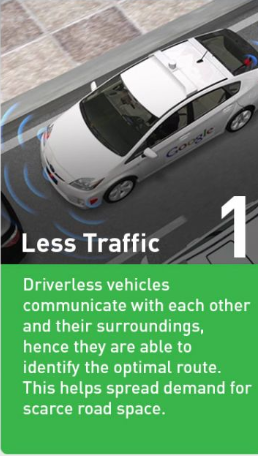 Google
Less Traffic
1
Driverless vehicles
communicate with each other
and their surroundings,
hence they are able to
identify the optimal route.
This helps spread demand for
scarce road space.